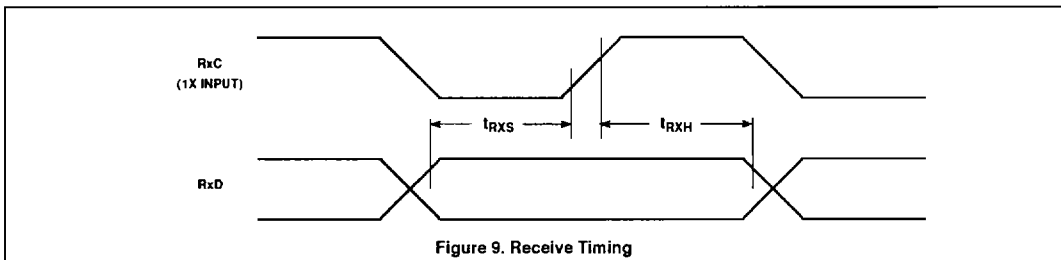 RxC
(1X INPUT)
tRXS
tRXH
RxD
Figure 9. Receive Timing